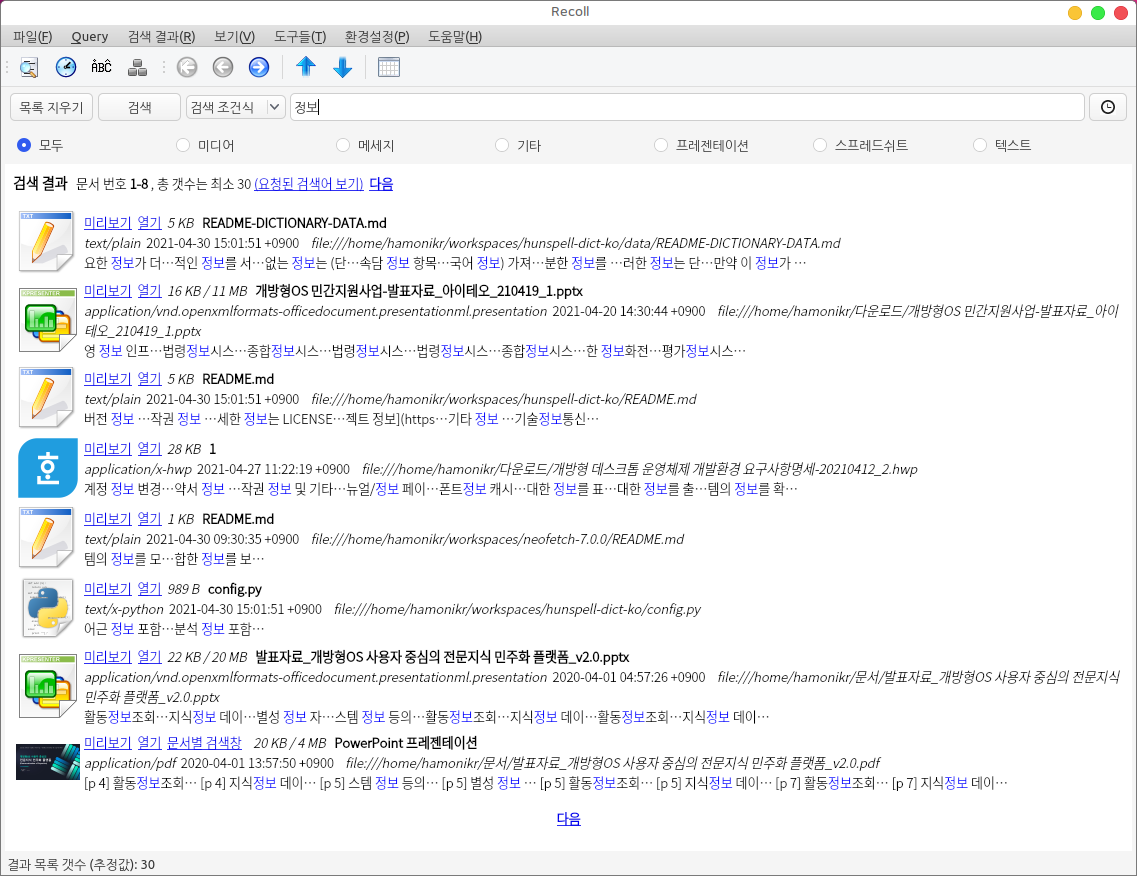 Recoll
파일(F) Query 검색 결과(R) 보기(V) 도구들(T) 환경설정(P) 도움말(H)
ABC
목록 지우기 검색 검색 조건식 정보
모두 미디어 메세지 기타 프레젠테이션 스프레드쉬트 텍스트
검색 결과 문서 번호 1-8 , 총 갯수는 최소 30 (요청된 검색어 보기) 다음
TXT
미리보기 열기 5 KB README-DICTIONARY-DATA.md
text/plain 2021-04-30 15:01:51 +0900 file:///home/hamonikr/workspaces/hunspell-dict-ko/data/README-DICTIONARY-DATA.md
요한 정보가 더…적인 정보를 서…없는 정보는 (단…속담 정보 항목…국어 정보) 가져…분한 정보를 …러한 정보는 단…만약 이 정보가 …
미리보기 열기 16 KB / 11 MB 개방형OS 민간지원사업-발표자료_아이테오_210419_1.pptx
application/vnd.openxmlformats-officedocument.presentationml.presentation 2021-04-20 14:30:44 +0900 file:///home/hamonikr/다운로드/개방형OS 민간지원사업-발표자료_아이
테오_210419_1.pptx
영 정보 인프…법령정보시스…종합정보시스…법령정보시스…법령정보시스…종합정보시스…한 정보화전…평가정보시스…
TXT
미리보기 열기 5 KB README.md
text/plain 2021-04-30 15:01:51 +0900 file:///home/hamonikr/workspaces/hunspell-dict-ko/README.md
버전 정보 …작권 정보 …세한 정보는 LICENSE…젝트 정보](https…기타 정보 …기술정보통신…
미리보기 열기 28 KB 1
application/x-hwp 2021-04-27 11:22:19 +0900 file:///home/hamonikr/다운로드/개방형 데스크톱 운영체제 개발환경 요구사항명세-20210412_2.hwp
계정 정보 변경…약서 정보 …작권 정보 및 기타…뉴얼/정보 페이…폰트정보 캐시…대한 정보를 표…대한 정보를 출…템의 정보를 확…
TXT
미리보기 열기 1 KB README.md
text/plain 2021-04-30 09:30:35 +0900 file:///home/hamonikr/workspaces/neofetch-7.0.0/README.md
템의 정보를 모…합한 정보를 보…
미리보기 열기 989 B config.py
text/x-python 2021-04-30 15:01:51 +0900 file:///home/hamonikr/workspaces/hunspell-dict-ko/config.py
어근 정보 포함…분석 정보 포함…
미리보기 열기 22 KB / 20 MB 발표자료_개방형OS 사용자 중심의 전문지식 민주화 플랫폼_v2.0.pptx
application/vnd.openxmlformats-officedocument.presentationml.presentation 2020-04-01 04:57:26 +0900 file:///home/hamonikr/문서/발표자료_개방형OS 사용자 중심의 전문지식
민주화 플랫폼_v2.0.pptx
활동정보조회…지식정보 데이…별성 정보 자…스템 정보 등의…활동정보조회…지식정보 데이…활동정보조회…지식정보 데이…
미리보기 열기 문서별 검색창 20 KB / 4 MB PowerPoint 프레젠테이션
application/pdf 2020-04-01 13:57:50 +0900 file:///home/hamonikr/문서/발표자료_개방형OS 사용자 중심의 전문지식 민주화 플랫폼_v2.0.pdf
[p 4] 활동정보조회… [p 4] 지식정보 데이… [p 5] 스템 정보 등의… [p 5] 별성 정보 … [p 5] 활동정보조회… [p 5] 지식정보 데이… [p 7] 활동정보조회… [p 7] 지식정보 데이…
다음
결과 목록 갯수 (추정값): 30